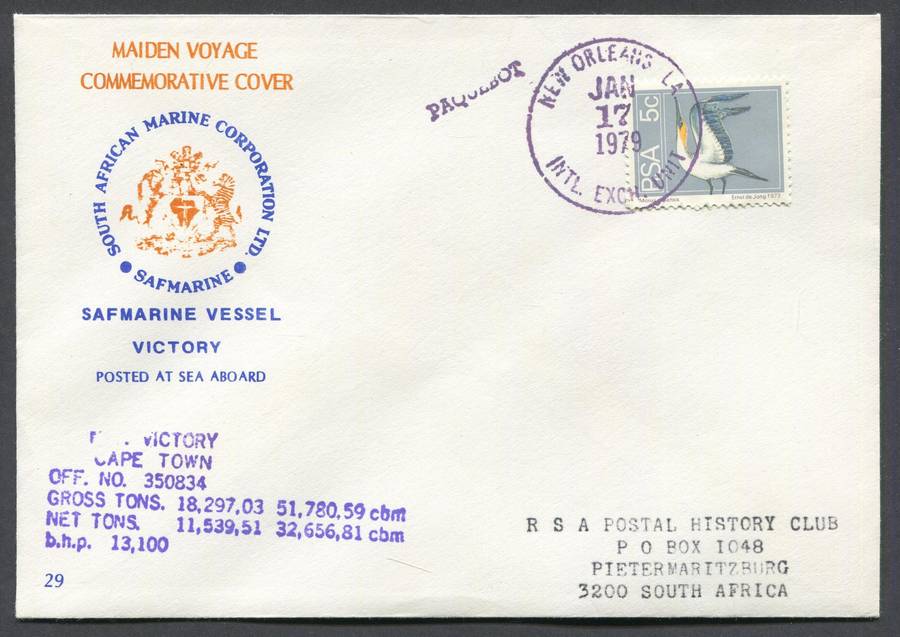 MAIDEN VOYAGE
COMMEMORATIVE COVER
SOUTH AFRICAN MARINE CORPORATION LTD.
SAFMARINE
SAFMARINE VESSEL
VICTORY
POSTED AT SEA ABOARD
PAQUEBOT
NEW ORLEANS, LA
JAN
17
1979
INTL. EXCH. UNIT
RSA 5c
Ernst de Jong 1973
VICTORY
CAPE TOWN
OFF. NO. 350834
GROSS TONS. 18,297,03 51,780,59 cbm
NET TONS. 11,539,51 32,656,81 cbm
b.h.p. 13,100
29
R S A POSTAL HISTORY CLUB
P O BOX 1048
PIETERMARITZBURG
3200 SOUTH AFRICA